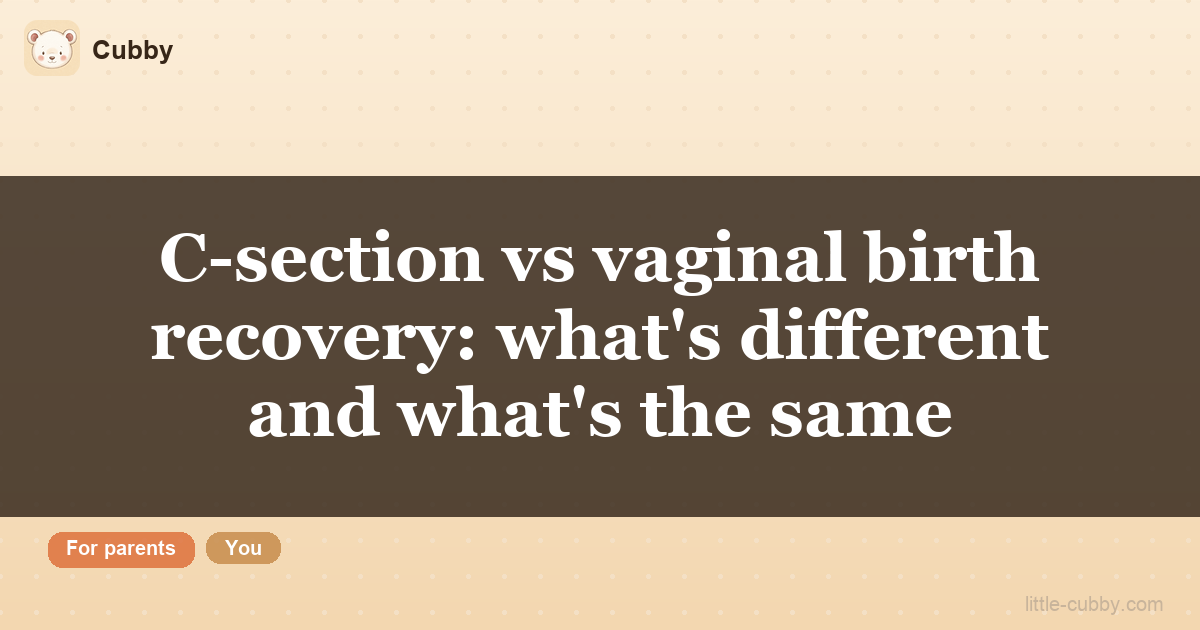 Cubby
C-section vs vaginal birth
recovery: what's different
and what's the same
For parents
You
little-cubby.com